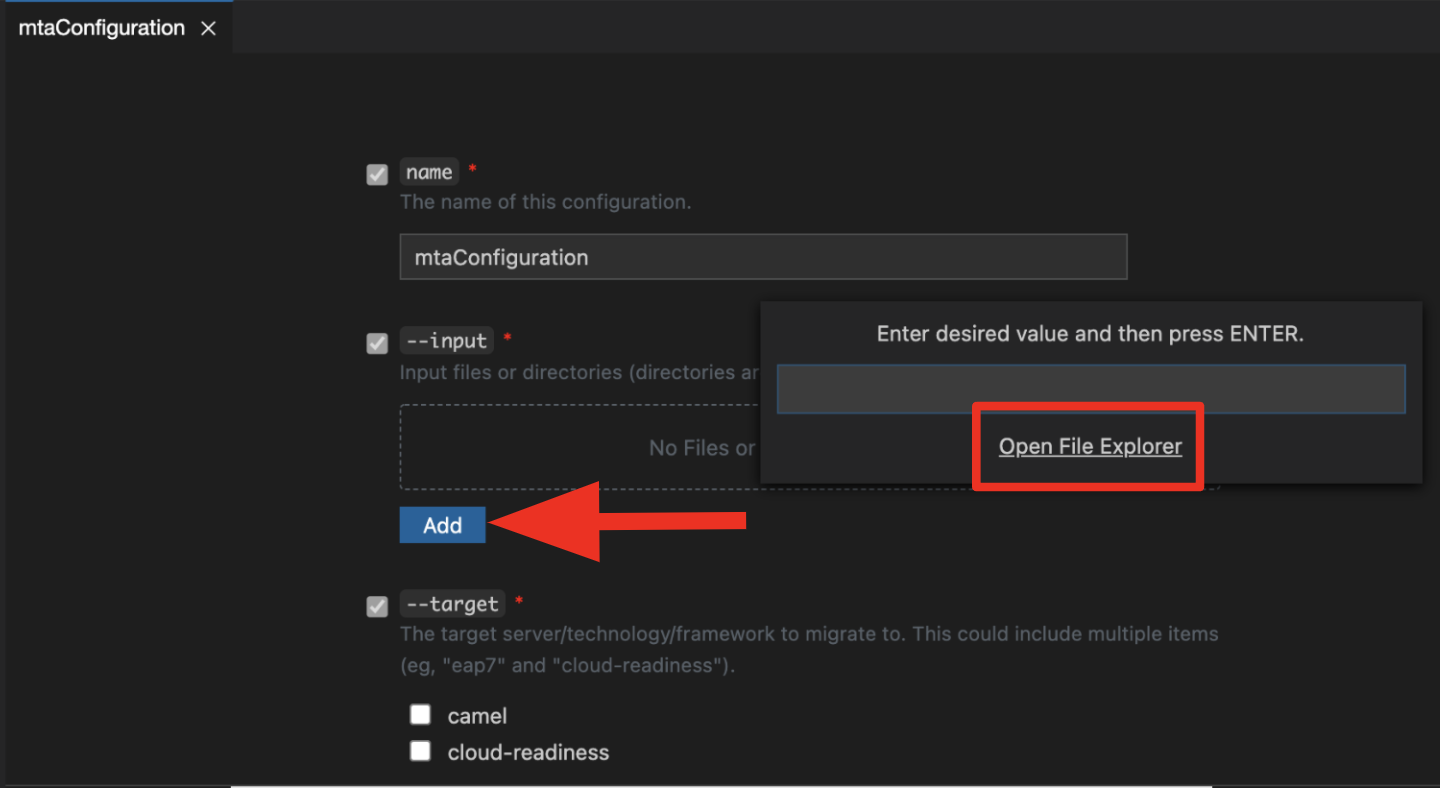 mtaConfiguration
name *
The name of this configuration.
mtaConfiguration
--input *
Input files or directories (directories
No Files or
Enter desired value and then press ENTER.
Open File Explorer
Add
--target *
The target server/technology/framework to migrate to. This could include multiple items
(eg, "eap7" and "cloud-readiness").
camel
cloud-readiness